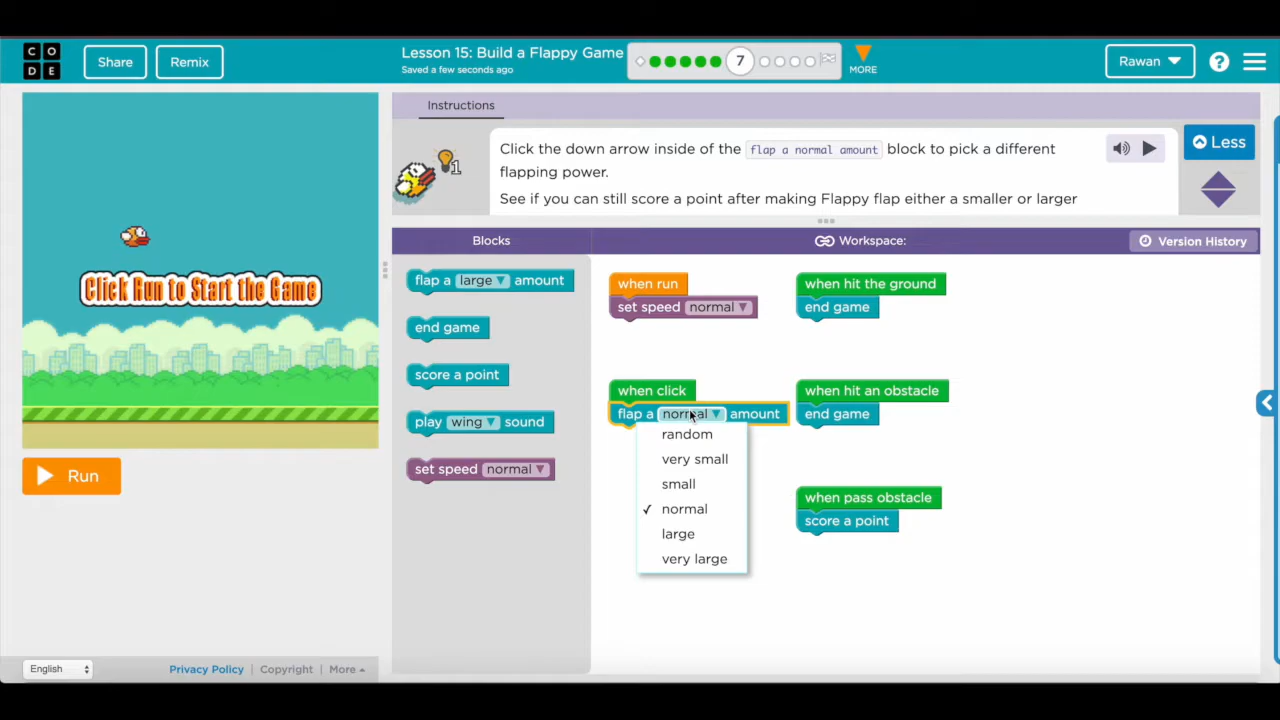 C O
D E
Share
Remix
Lesson 15: Build a Flappy Game
Saved a few seconds ago
7
MORE
Rawan
?
Instructions
1
Click the down arrow inside of the flap a normal amount block to pick a different
flapping power.
See if you can still score a point after making Flappy flap either a smaller or larger
Less
Click Run to Start the Game
Run
Blocks
Workspace:
Version History
flap a large amount
end game
score a point
play wing sound
set speed normal
when run
set speed normal
when click
flap a normal amount
random
very small
small
✓ normal
large
very large
when hit the ground
end game
when hit an obstacle
end game
when pass obstacle
score a point
English
Privacy Policy
Copyright
More